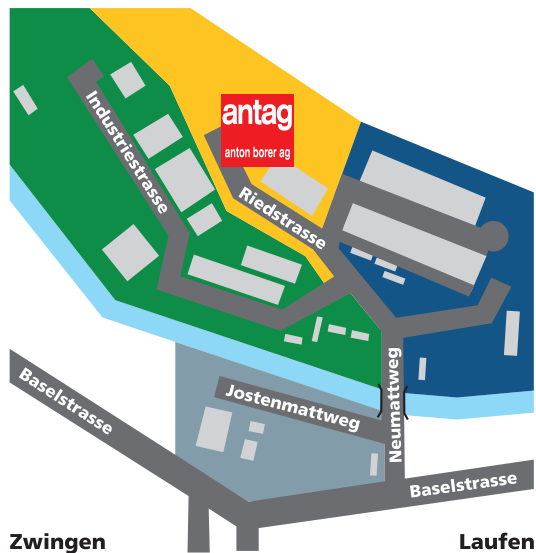 antag
anton borer ag
Industriestrasse
Riedstrasse
Neumattweg
Jostenmattweg
Baselstrasse
Baselstrasse
Zwingen
Laufen